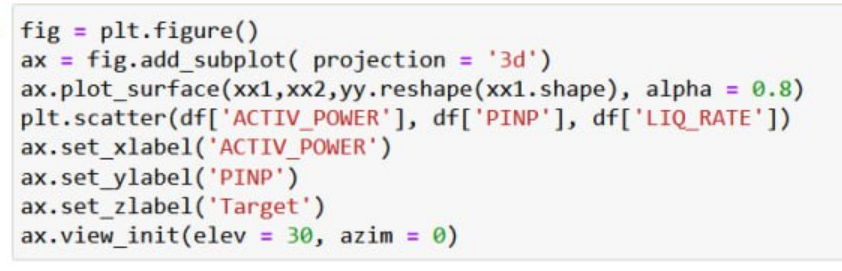 fig = plt.figure()
ax = fig.add_subplot( projection = '3d')
ax.plot_surface(xx1,xx2,yy.reshape(xx1.shape), alpha = 0.8)
plt.scatter(df['ACTIV_POWER'], df['PINP'], df['LIQ_RATE'])
ax.set_xlabel('ACTIV_POWER')
ax.set_ylabel('PINP')
ax.set_zlabel('Target')
ax.view_init(elev = 30, azim = 0)